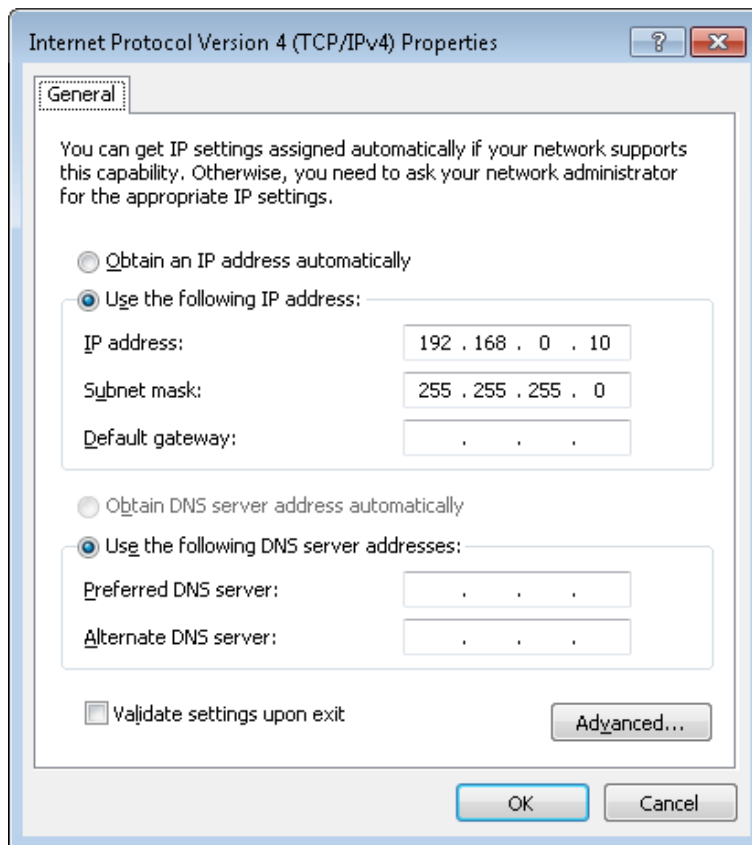 Internet Protocol Version 4 (TCP/IPv4) Properties
General
You can get IP settings assigned automatically if your network supports
this capability. Otherwise, you need to ask your network administrator
for the appropriate IP settings.
Obtain an IP address automatically
Use the following IP address:
IP address: 192 . 168 . 0 . 10
Subnet mask: 255 . 255 . 255 . 0
Default gateway: . . .
Obtain DNS server address automatically
Use the following DNS server addresses:
Preferred DNS server: . . .
Alternate DNS server: . . .
Validate settings upon exit
Advanced...
OK Cancel